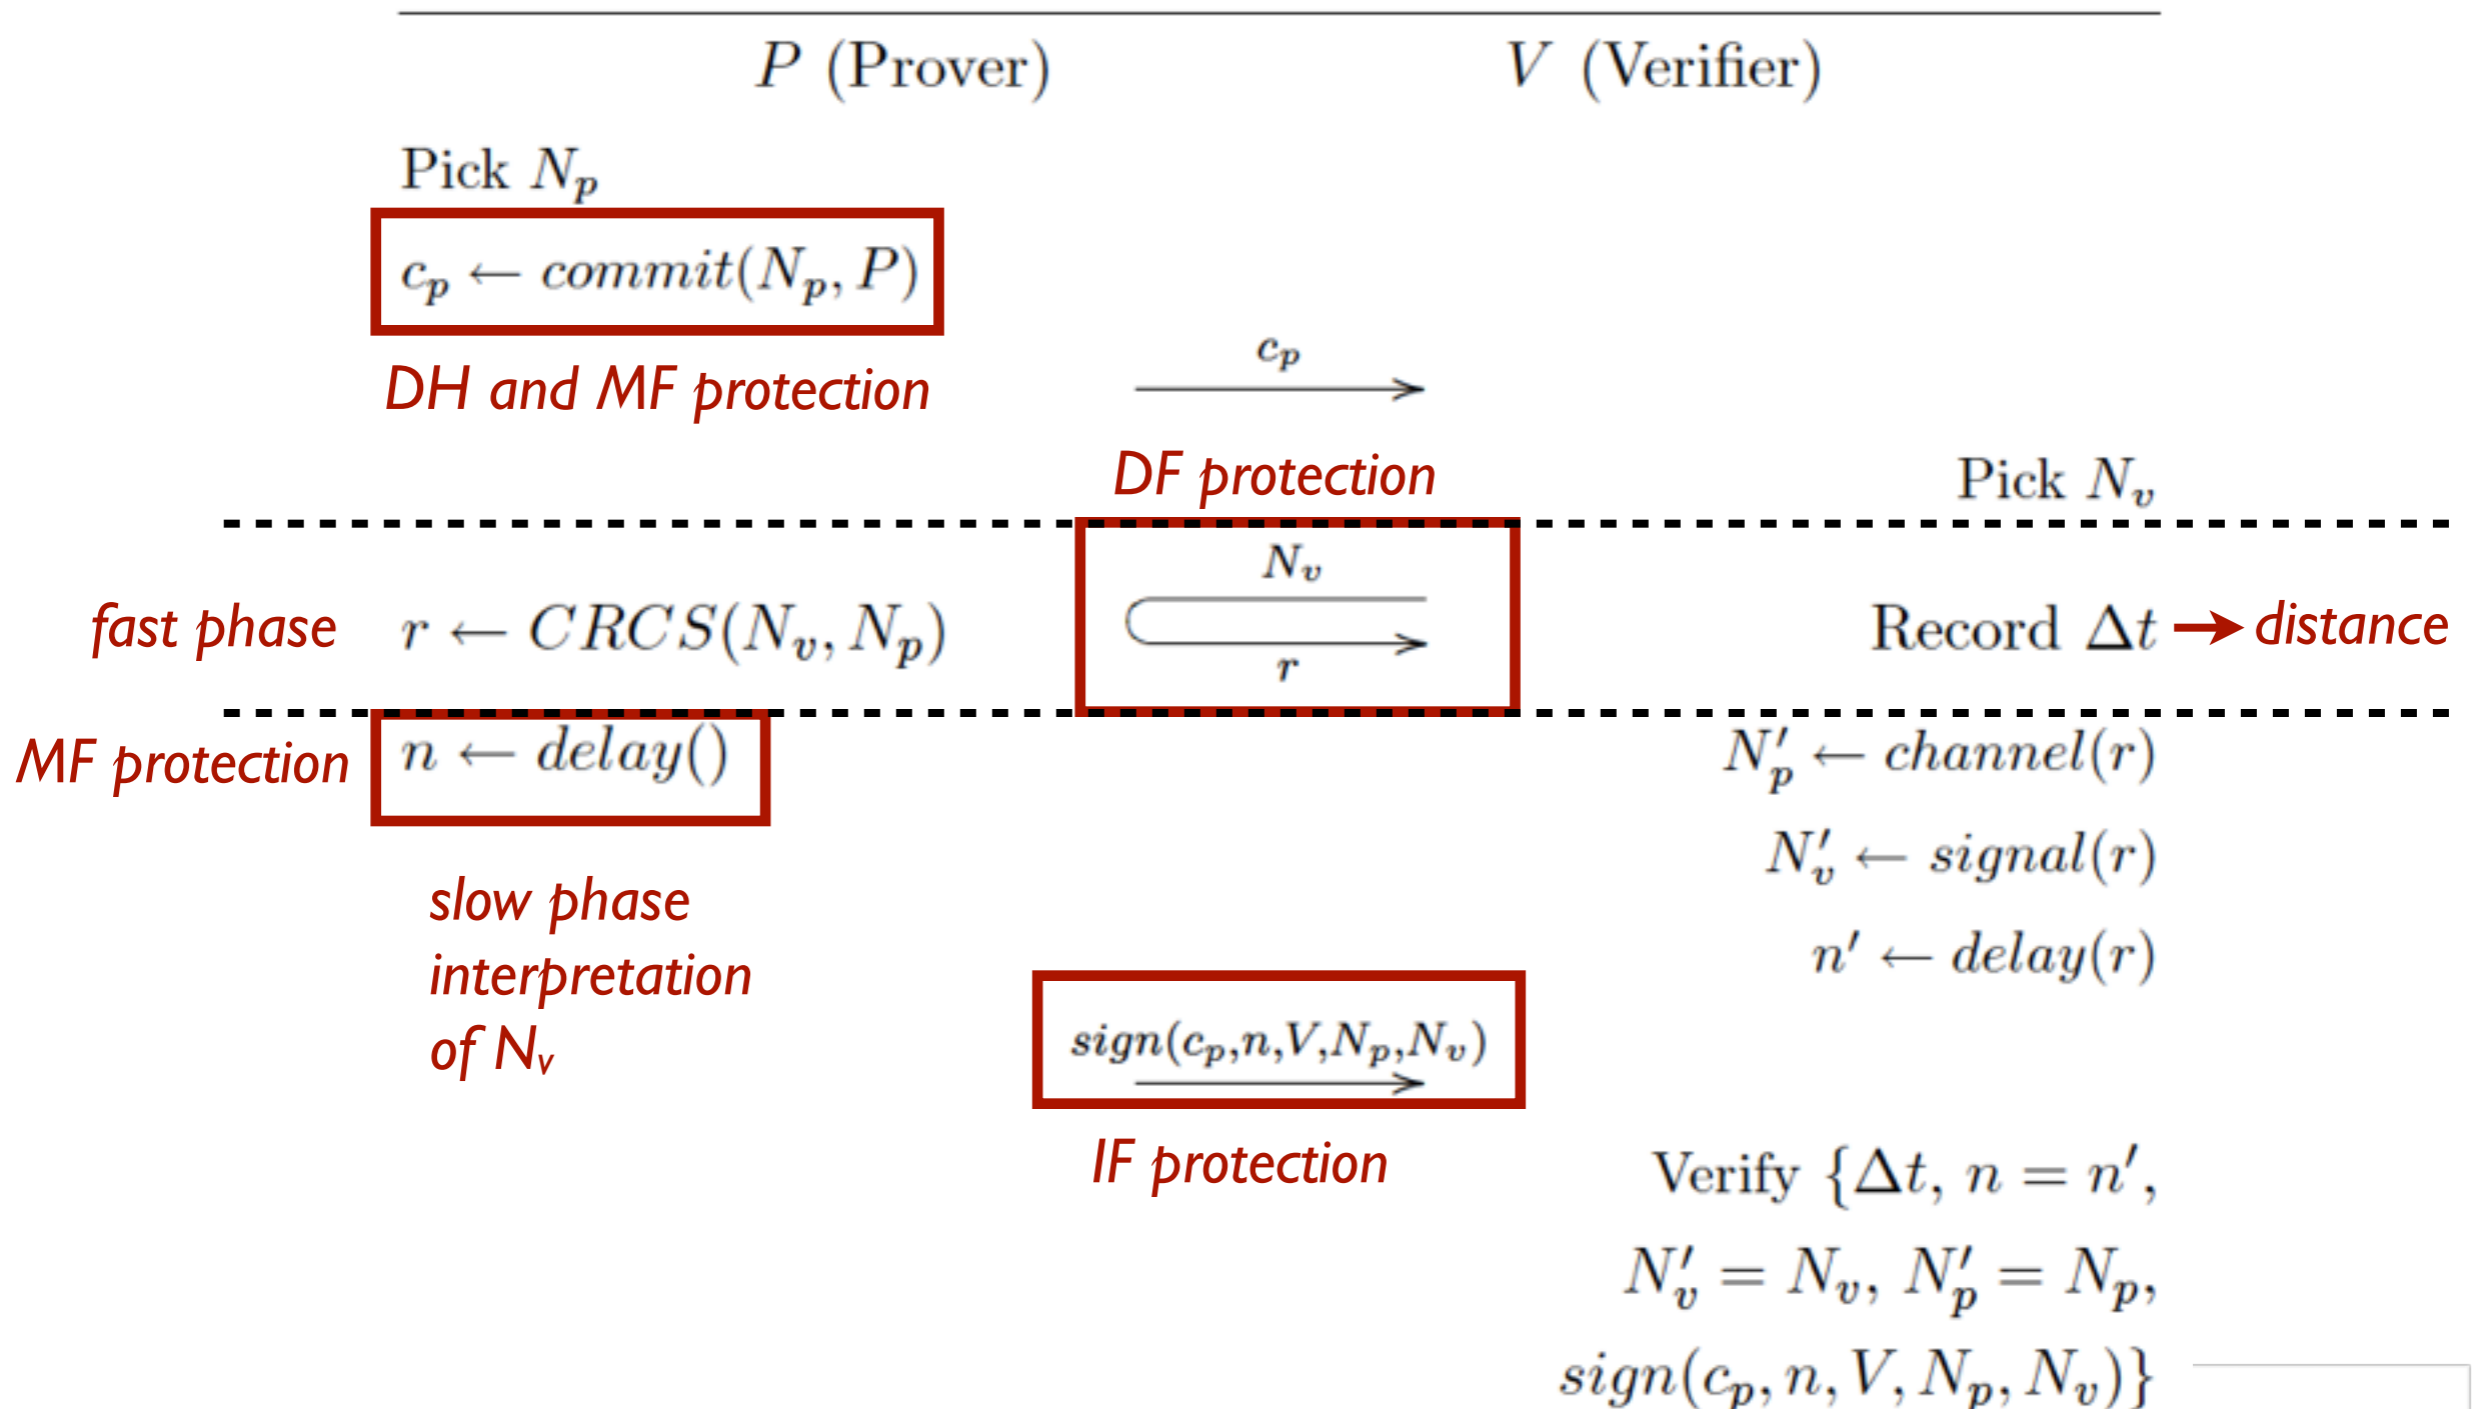 P (Prover) V (Verifier)
Pick Nₚ
cₚ ← commit(Nₚ, P)
DH and MF protection
cₚ
DF protection
Pick Nᵥ
Nᵥ
fast phase r ← CRCS(Nᵥ, Nₚ) Record Δt → distance
r
MF protection n ← delay() N′ₚ ← channel(r)
N′ᵥ ← signal(r)
slow phase
interpretation
of Nᵥ
n′ ← delay(r)
sign(cₚ,n,V,Nₚ,Nᵥ)
IF protection
Verify {Δt, n = n′,
N′ᵥ = Nᵥ, N′ₚ = Nₚ,
sign(cₚ, n, V, Nₚ, Nᵥ)}